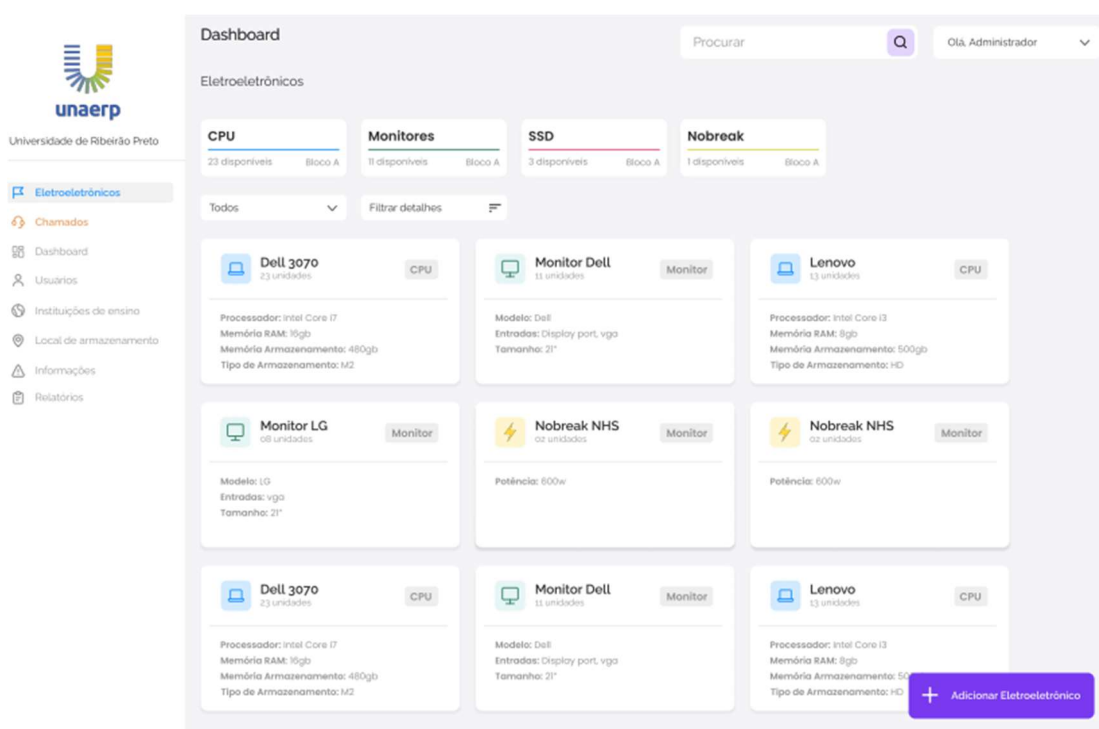 unaerp
Universidade de Ribeirão Preto
Eletroeletrônicos
Chamados
Dashboard
Usuários
Instituições de ensino
Local de armazenamento
Informações
Relatórios
Dashboard
Procurar
Olá, Administrador
Eletroeletrônicos
CPU
23 disponíveis Bloco A
Monitores
11 disponíveis Bloco A
SSD
3 disponíveis Bloco A
Nobreak
1 disponíveis Bloco A
Todos
Filtrar detalhes
Dell 3070
23 unidades
CPU
Processador: Intel Core i7
Memória RAM: 16gb
Memória Armazenamento: 480gb
Tipo de Armazenamento: M2
Monitor Dell
11 unidades
Monitor
Modelo: Dell
Entradas: Display port, vga
Tamanho: 21"
Lenovo
13 unidades
CPU
Processador: Intel Core i3
Memória RAM: 8gb
Memória Armazenamento: 500gb
Tipo de Armazenamento: HD
Monitor LG
08 unidades
Monitor
Modelo: LG
Entradas: vga
Tamanho: 21"
Nobreak NHS
02 unidades
Monitor
Potência: 600w
Nobreak NHS
02 unidades
Monitor
Potência: 600w
Dell 3070
23 unidades
CPU
Processador: Intel Core i7
Memória RAM: 16gb
Memória Armazenamento: 480gb
Tipo de Armazenamento: M2
Monitor Dell
11 unidades
Monitor
Modelo: Dell
Entradas: Display port, vga
Tamanho: 21"
Lenovo
13 unidades
CPU
Processador: Intel Core i3
Memória RAM: 8gb
Memória Armazenamento: 50
Tipo de Armazenamento: HD
Adicionar Eletroeletrônico